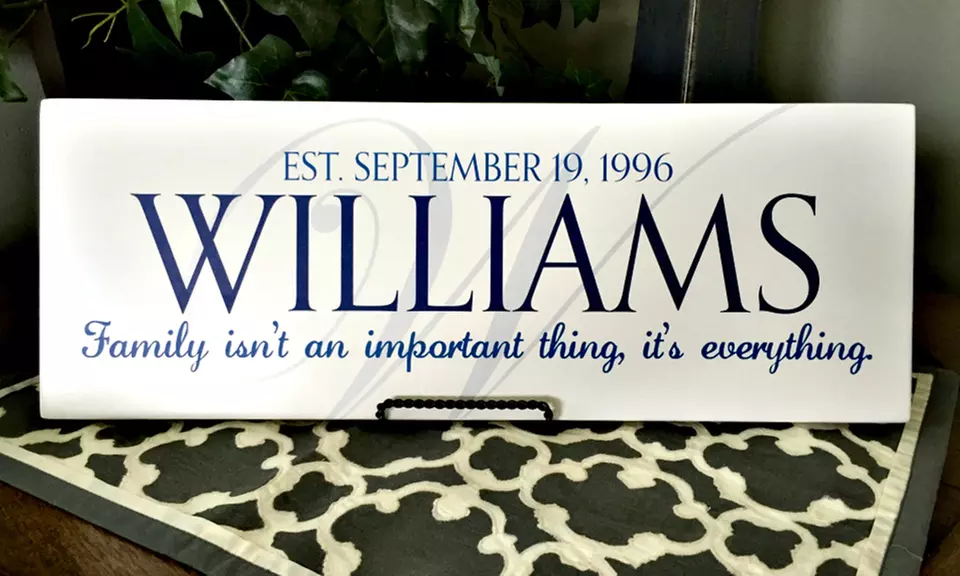 EST. SEPTEMBER 19, 1996
WILLIAMS
Family isn't an important thing, it's everything.
W